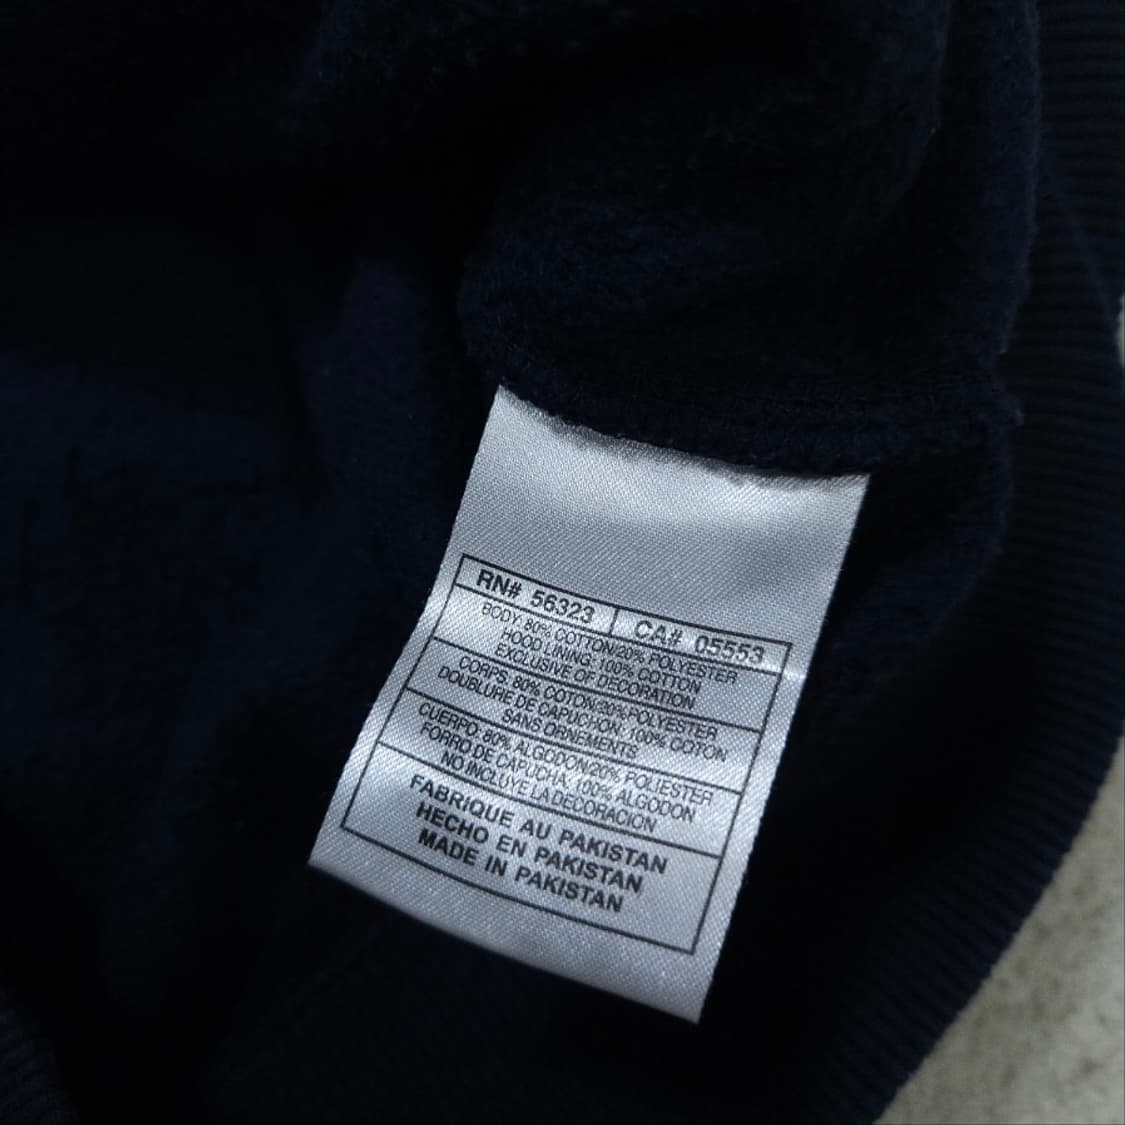 RN# 56323 CA# 05553
BODY: 80% COTTON/20% POLYESTER
HOOD LINING: 100% COTTON
EXCLUSIVE OF DECORATION
CORPS: 80% COTON/20% POLYESTER
DOUBLURE DE CAPUCHON: 100% COTON
SANS ORNEMENTS
CUERPO: 80% ALGODON/20% POLIESTER
FORRO DE CAPUCHA: 100% ALGODON
NO INCLUYE LA DECORACION
FABRIQUE AU PAKISTAN
HECHO EN PAKISTAN
MADE IN PAKISTAN